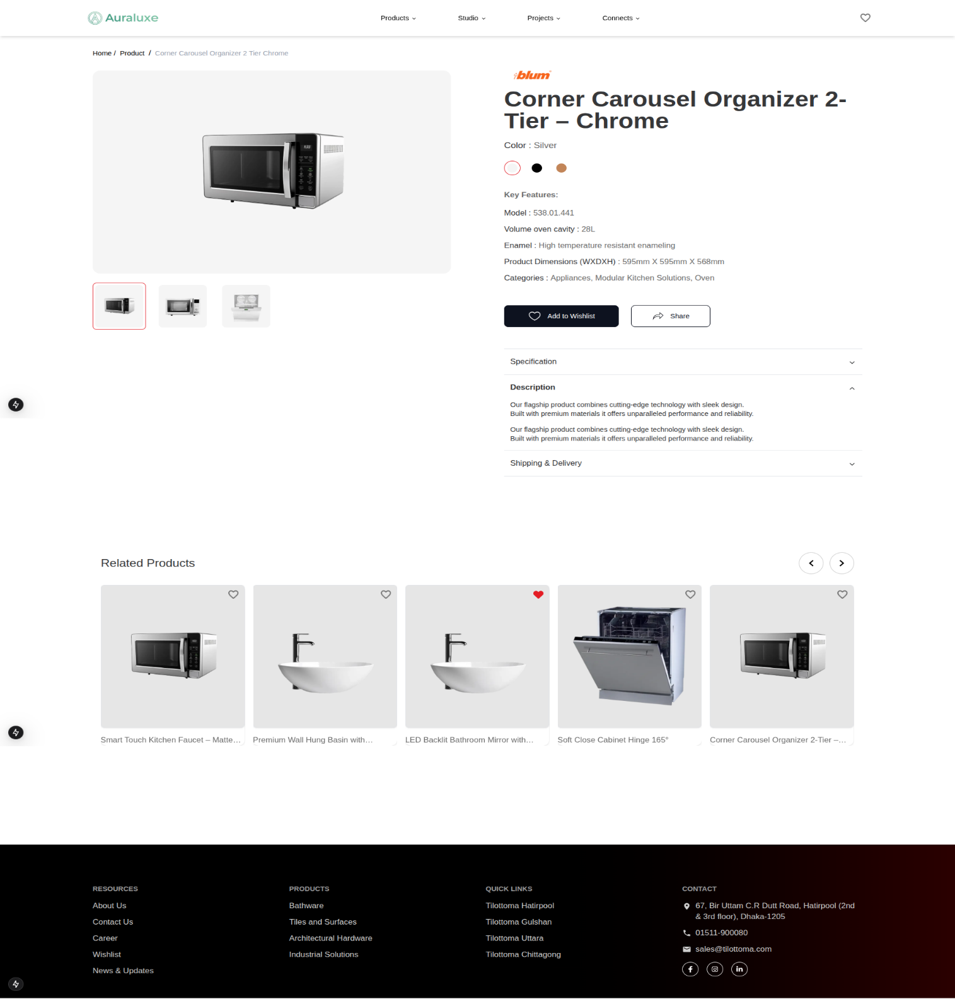 Auraluxe
Products
Studio
Projects
Connects
Home / Product / Corner Carousel Organizer 2 Tier Chrome
blum
Corner Carousel Organizer 2-
Tier – Chrome
Color : Silver
Key Features:
Model : 538.01.441
Volume oven cavity : 28L
Enamel : High temperature resistant enameling
Product Dimensions (WXDXH) : 595mm X 595mm X 568mm
Categories : Appliances, Modular Kitchen Solutions, Oven
Add to Wishlist
Share
Specification
Description
Our flagship product combines cutting-edge technology with sleek design.
Built with premium materials it offers unparalleled performance and reliability.
Our flagship product combines cutting-edge technology with sleek design.
Built with premium materials it offers unparalleled performance and reliability.
Shipping & Delivery
Related Products
Smart Touch Kitchen Faucet – Matte...
Premium Wall Hung Basin with...
LED Backlit Bathroom Mirror with...
Soft Close Cabinet Hinge 165°
Corner Carousel Organizer 2-Tier –...
RESOURCES
About Us
Contact Us
Career
Wishlist
News & Updates
PRODUCTS
Bathware
Tiles and Surfaces
Architectural Hardware
Industrial Solutions
QUICK LINKS
Tilottoma Hatirpool
Tilottoma Gulshan
Tilottoma Uttara
Tilottoma Chittagong
CONTACT
67, Bir Uttam C.R Dutt Road, Hatirpool (2nd
& 3rd floor), Dhaka-1205
01511-900080
sales@tilottoma.com